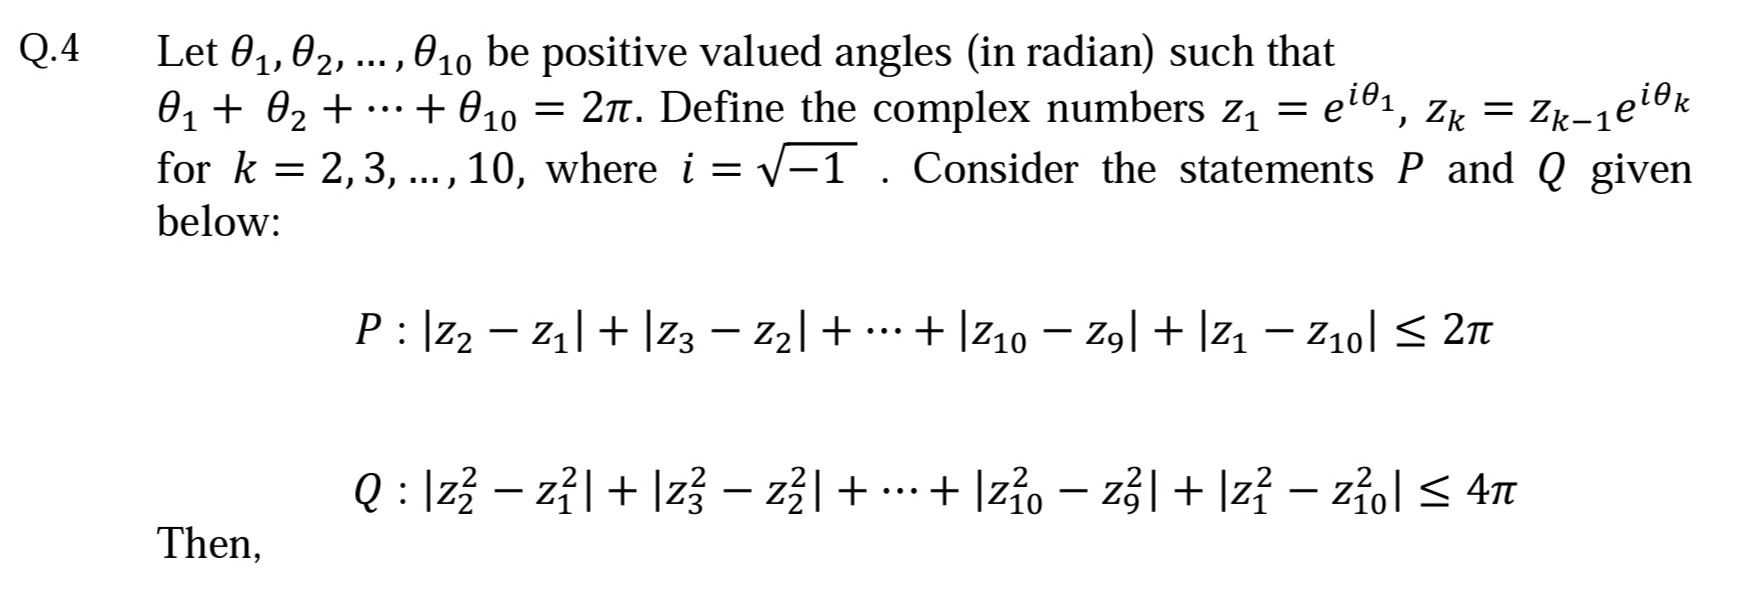 Q.4 Let θ₁, θ₂, … , θ₁₀ be positive valued angles (in radian) such that
θ₁ + θ₂ + ⋯ + θ₁₀ = 2π. Define the complex numbers z₁ = e^{iθ₁}, z_k = z_{k−1}e^{iθ_k}
for k = 2, 3, … , 10, where i = √−1 . Consider the statements P and Q given
below:
P : |z₂ − z₁| + |z₃ − z₂| + ⋯ + |z₁₀ − z₉| + |z₁ − z₁₀| ≤ 2π
Q : |z₂² − z₁²| + |z₃² − z₂²| + ⋯ + |z₁₀² − z₉²| + |z₁² − z₁₀²| ≤ 4π
Then,